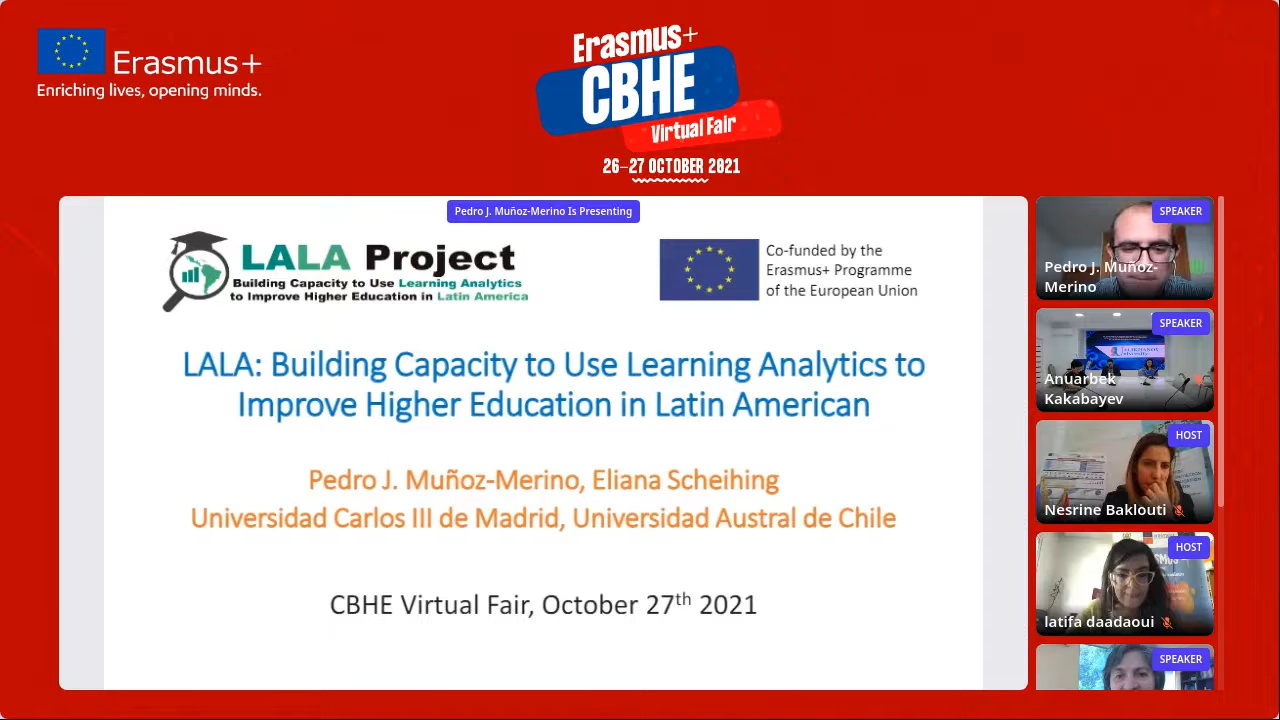 Erasmus+
Enriching lives, opening minds.
Erasmus+
CBHE
Virtual Fair
26–27 OCTOBER 2021
Pedro J. Muñoz-Merino Is Presenting
LALA Project
Building Capacity to Use Learning Analytics
to Improve Higher Education in Latin America
Co-funded by the
Erasmus+ Programme
of the European Union
LALA: Building Capacity to Use Learning Analytics to
Improve Higher Education in Latin American
Pedro J. Muñoz-Merino, Eliana Scheihing
Universidad Carlos III de Madrid, Universidad Austral de Chile
CBHE Virtual Fair, October 27th 2021
SPEAKER
Pedro J. Muñoz-
Merino
SPEAKER
Anuarbek
Kakabayev
HOST
Nesrine Baklouti
HOST
latifa daadaoui
SPEAKER